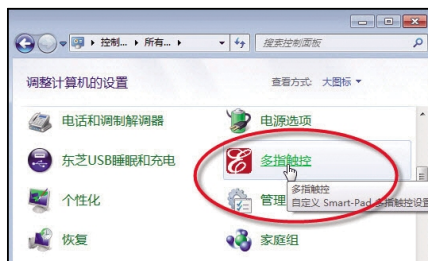 控制... 所有... 搜索控制面板
调整计算机的设置 查看方式: 大图标
电话和调制解调器 电源选项
东芝USB睡眠和充电 多指触控
个性化 管理
多指触控
自定义 Smart-Pad 多指触控设置
恢复 家庭组